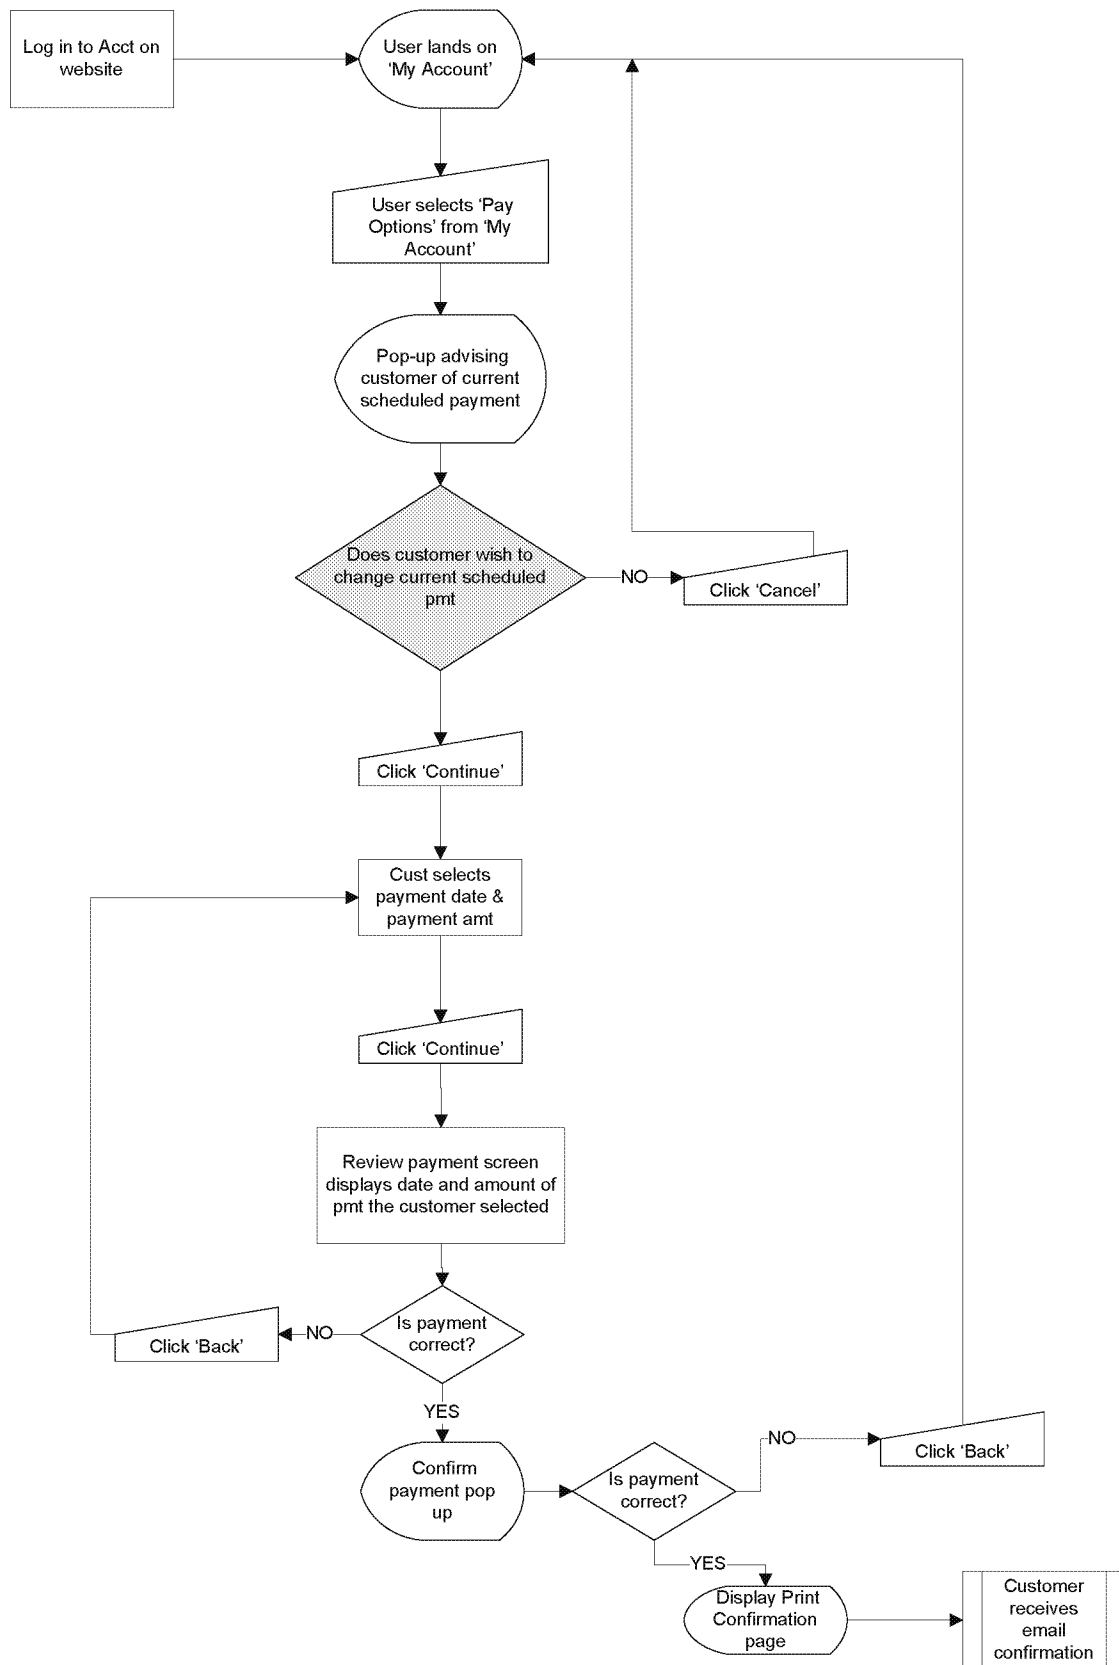 Log in to Acct on
website
User lands on
‘My Account’
User selects ‘Pay
Options’ from ‘My
Account’
Pop-up advising
customer of current
scheduled payment
Does customer wish to
change current scheduled
pmt
NO
Click ‘Cancel’
Click ‘Continue’
Cust selects
payment date &
payment amt
Click ‘Continue’
Review payment screen
displays date and amount of
pmt the customer selected
Is payment
correct?
NO
Click ‘Back’
YES
Confirm
payment pop
up
Is payment
correct?
NO
Click ‘Back’
YES
Display Print
Confirmation
page
Customer
receives
email
confirmation